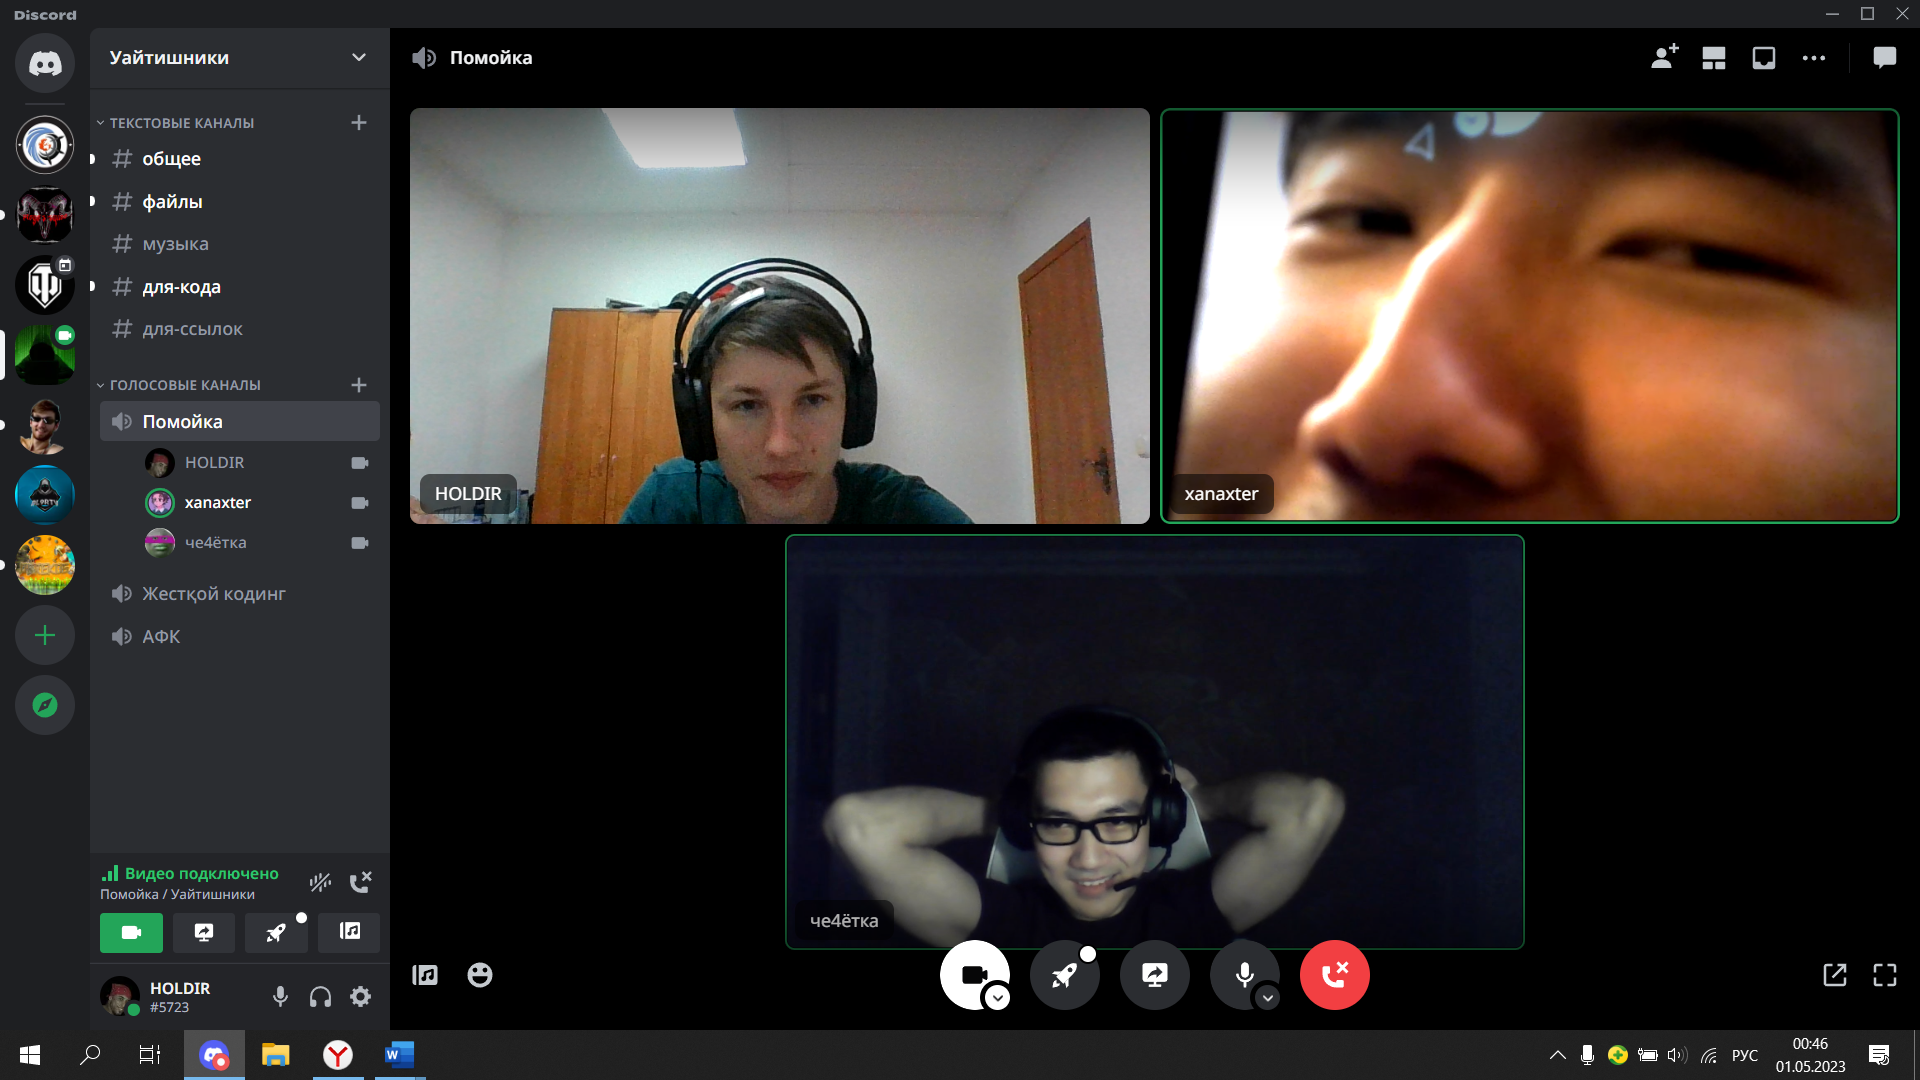 Discord
Уайтишники
Помойка
ТЕКСТОВЫЕ КАНАЛЫ
общее
файлы
музыка
для-кода
для-ссылок
ГОЛОСОВЫЕ КАНАЛЫ
Помойка
HOLDIR
xanaxter
че4ётка
Жесткой кодинг
АФК
HOLDIR
xanaxter
че4ётка
Видео подключено
Помойка / Уайтишники
HOLDIR
#5723
РУС
00:46
01.05.2023